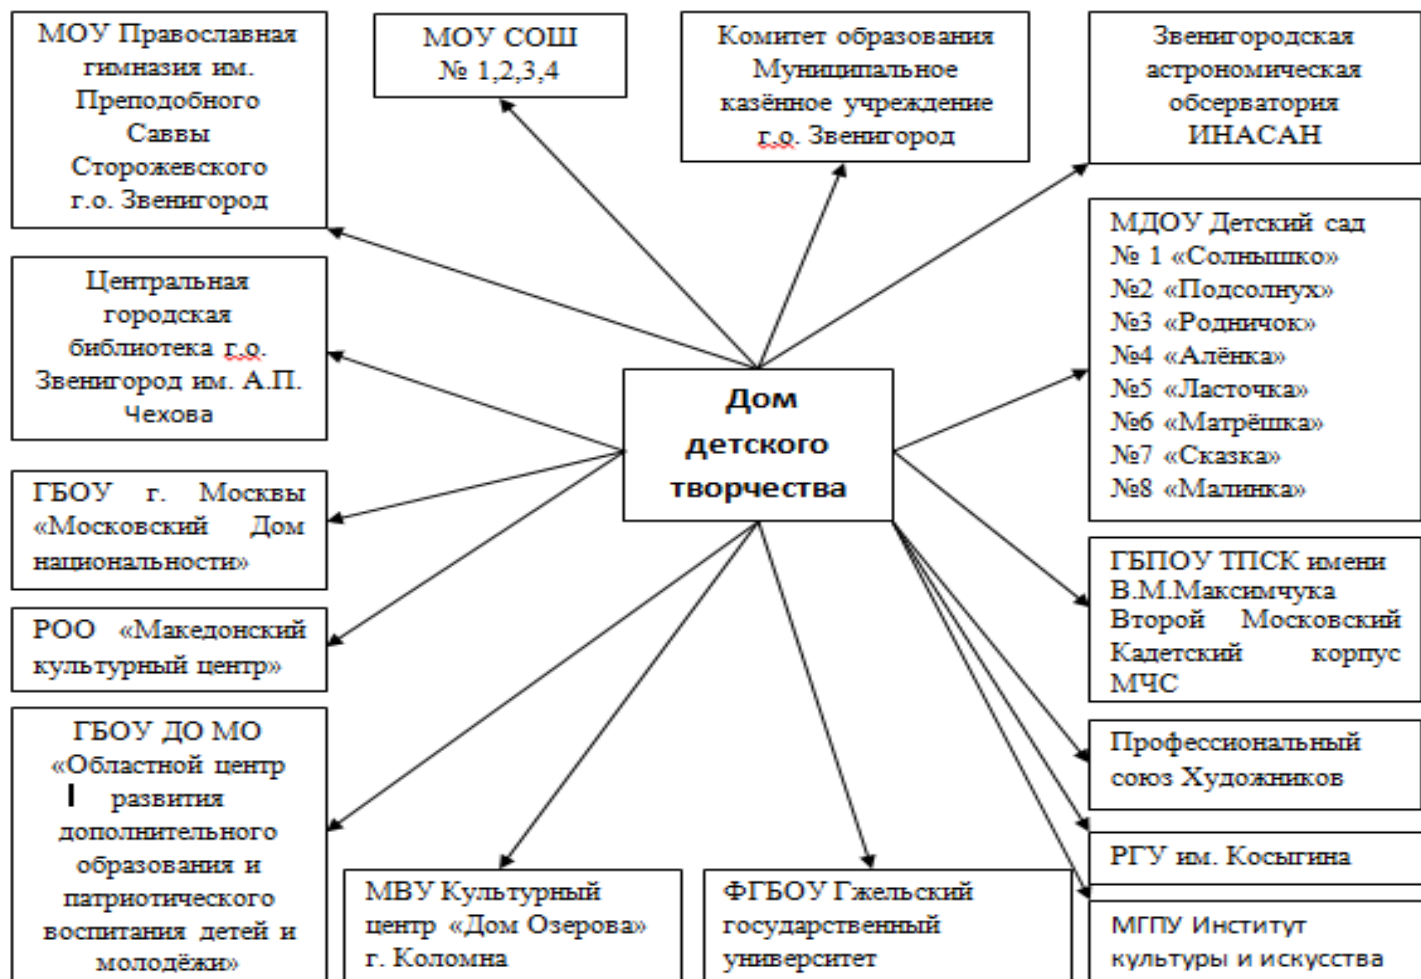 МОУ Православная
гимназия им.
Преподобного
Саввы
Сторожевского
г.о. Звенигород
МОУ СОШ
№ 1,2,3,4
Комитет образования
Муниципальное
казённое учреждение
г.о. Звенигород
Звенигородская
астрономическая
обсерватория
ИНАСАН
Центральная
городская
библиотека г.о.
Звенигород им. А.П.
Чехова
МДОУ Детский сад
№ 1 «Солнышко»
№2 «Подсолнух»
№3 «Родничок»
№4 «Алёнка»
№5 «Ласточка»
№6 «Матрёшка»
№7 «Сказка»
№8 «Малинка»
Дом
детского
творчества
ГБОУ г. Москвы
«Московский Дом
национальности»
РОО «Македонский
культурный центр»
ГБПОУ ТПСК имени
В.М.Максимчука
Второй Московский
Кадетский корпус
МЧС
ГБОУ ДО МО
«Областной центр
развития
дополнительного
образования и
патриотического
воспитания детей и
молодёжи»
Профессиональный
союз Художников
РГУ им. Косыгина
МВУ Культурный
центр «Дом Озерова»
г. Коломна
ФГБОУ Гжельский
государственный
университет
МГПУ Институт
культуры и искусства